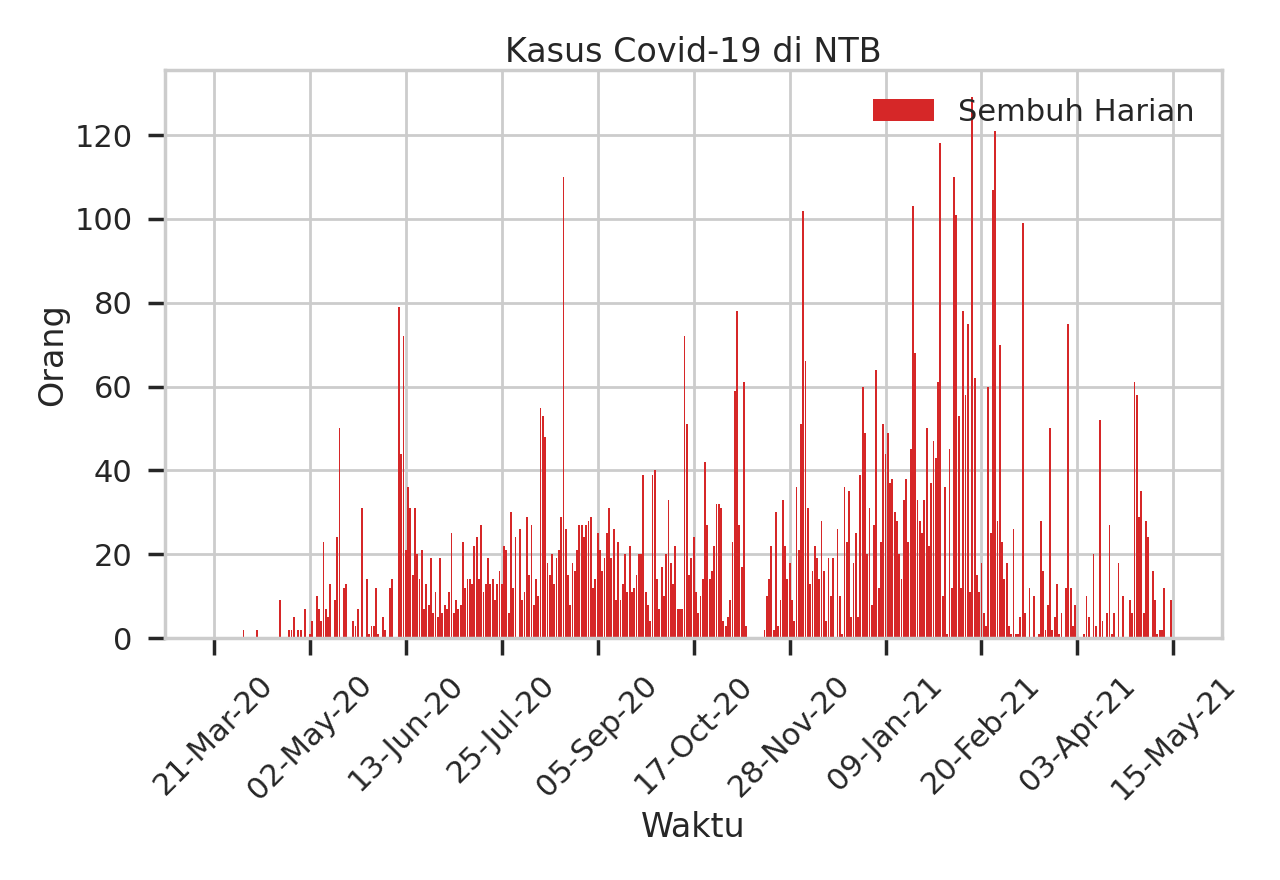 Kasus Covid-19 di NTB
Sembuh Harian
Orang
120
100
80
60
40
20
0
21-Mar-20
02-May-20
13-Jun-20
25-Jul-20
05-Sep-20
17-Oct-20
28-Nov-20
09-Jan-21
20-Feb-21
03-Apr-21
15-May-21
Waktu